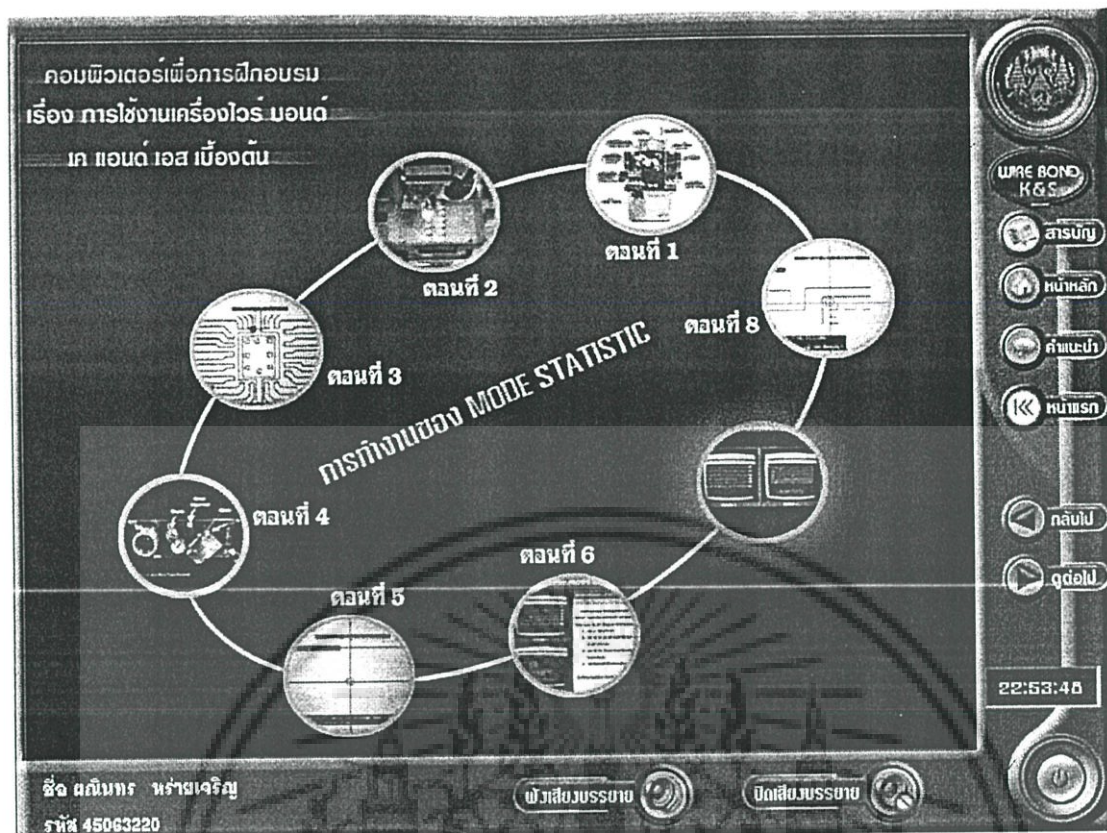 คอมพิวเตอร์เพื่อการฝึกอบรม
เรื่อง การใช้งานเครื่องไวร์ บอนด์
เค แอนด์ เอส เบื้องต้น
ตอนที่ 1
ตอนที่ 2
ตอนที่ 8
ตอนที่ 3
การทำงานของ MODE STATISTIC
ตอนที่ 4
ตอนที่ 6
ตอนที่ 5
WIRE BOND
K&S
สารบัญ
หน้าหลัก
คำแนะนำ
หน้าแรก
กลับไป
ดูต่อไป
22:53:48
ชื่อ คณินทร หร่ายเจริญ
รหัส 45063220
ฟังเสียงบรรยาย
ปิดเสียงบรรยาย